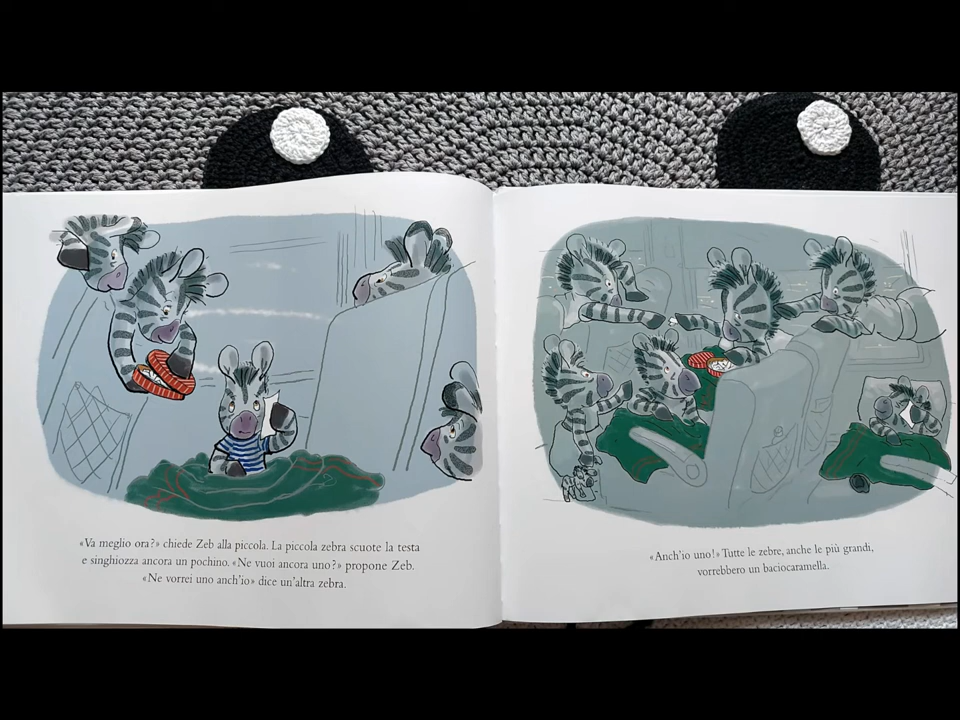 «Va meglio ora?» chiede Zeb alla piccola. La piccola zebra scuote la testa
e singhiozza ancora un pochino. «Ne vuoi ancora uno?» propone Zeb.
«Ne vorrei uno anch'io» dice un'altra zebra.
«Anch'io uno!» Tutte le zebre, anche le più grandi,
vorrebbero un baciocaramella.